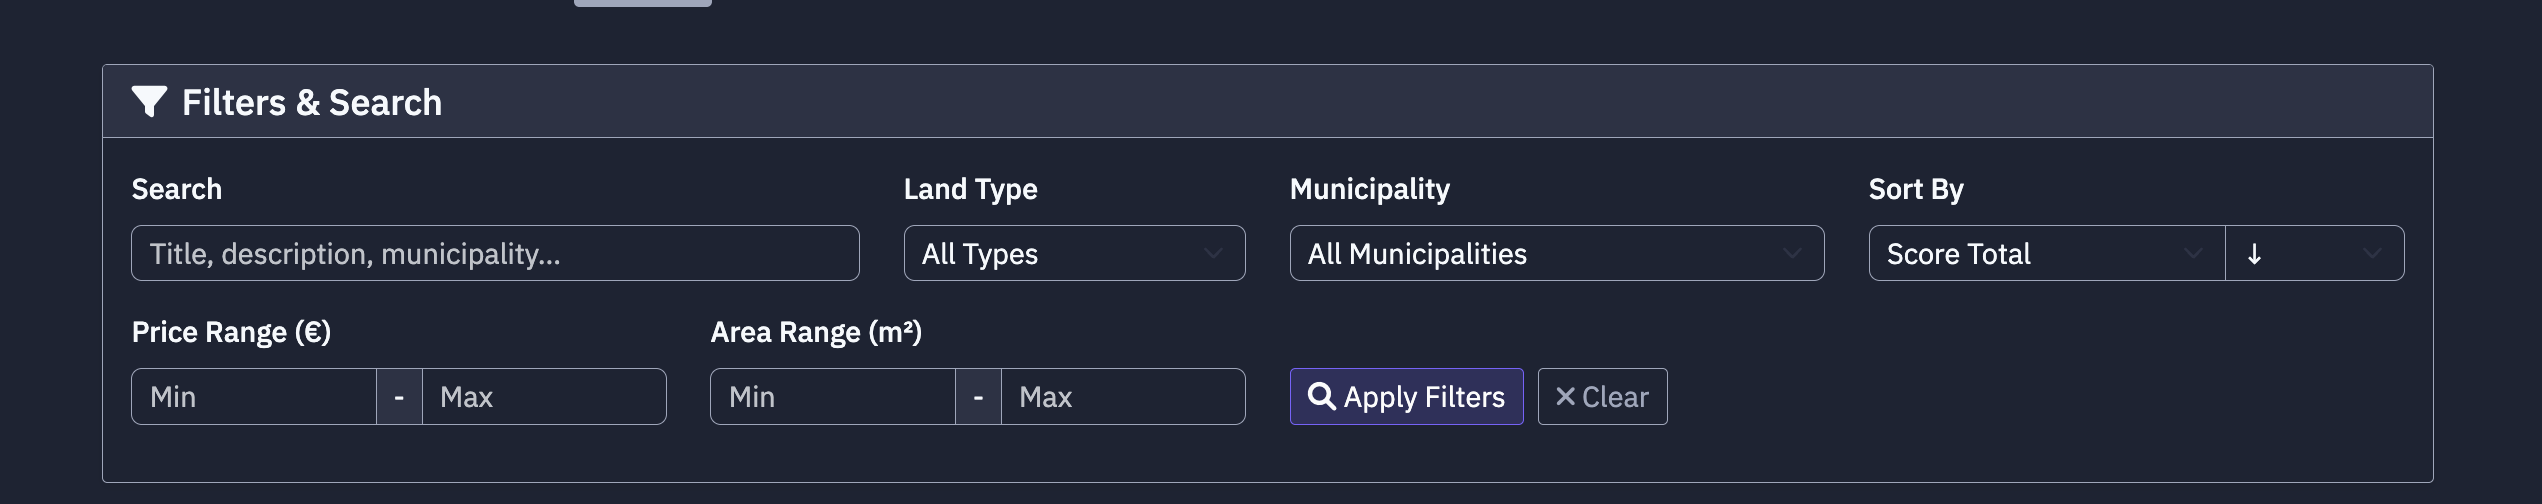 Filters & Search
Search
Land Type
Municipality
Sort By
Title, description, municipality...
All Types
All Municipalities
Score Total
↓
Price Range (€)
Area Range (m²)
Min
-
Max
Min
-
Max
Apply Filters
Clear